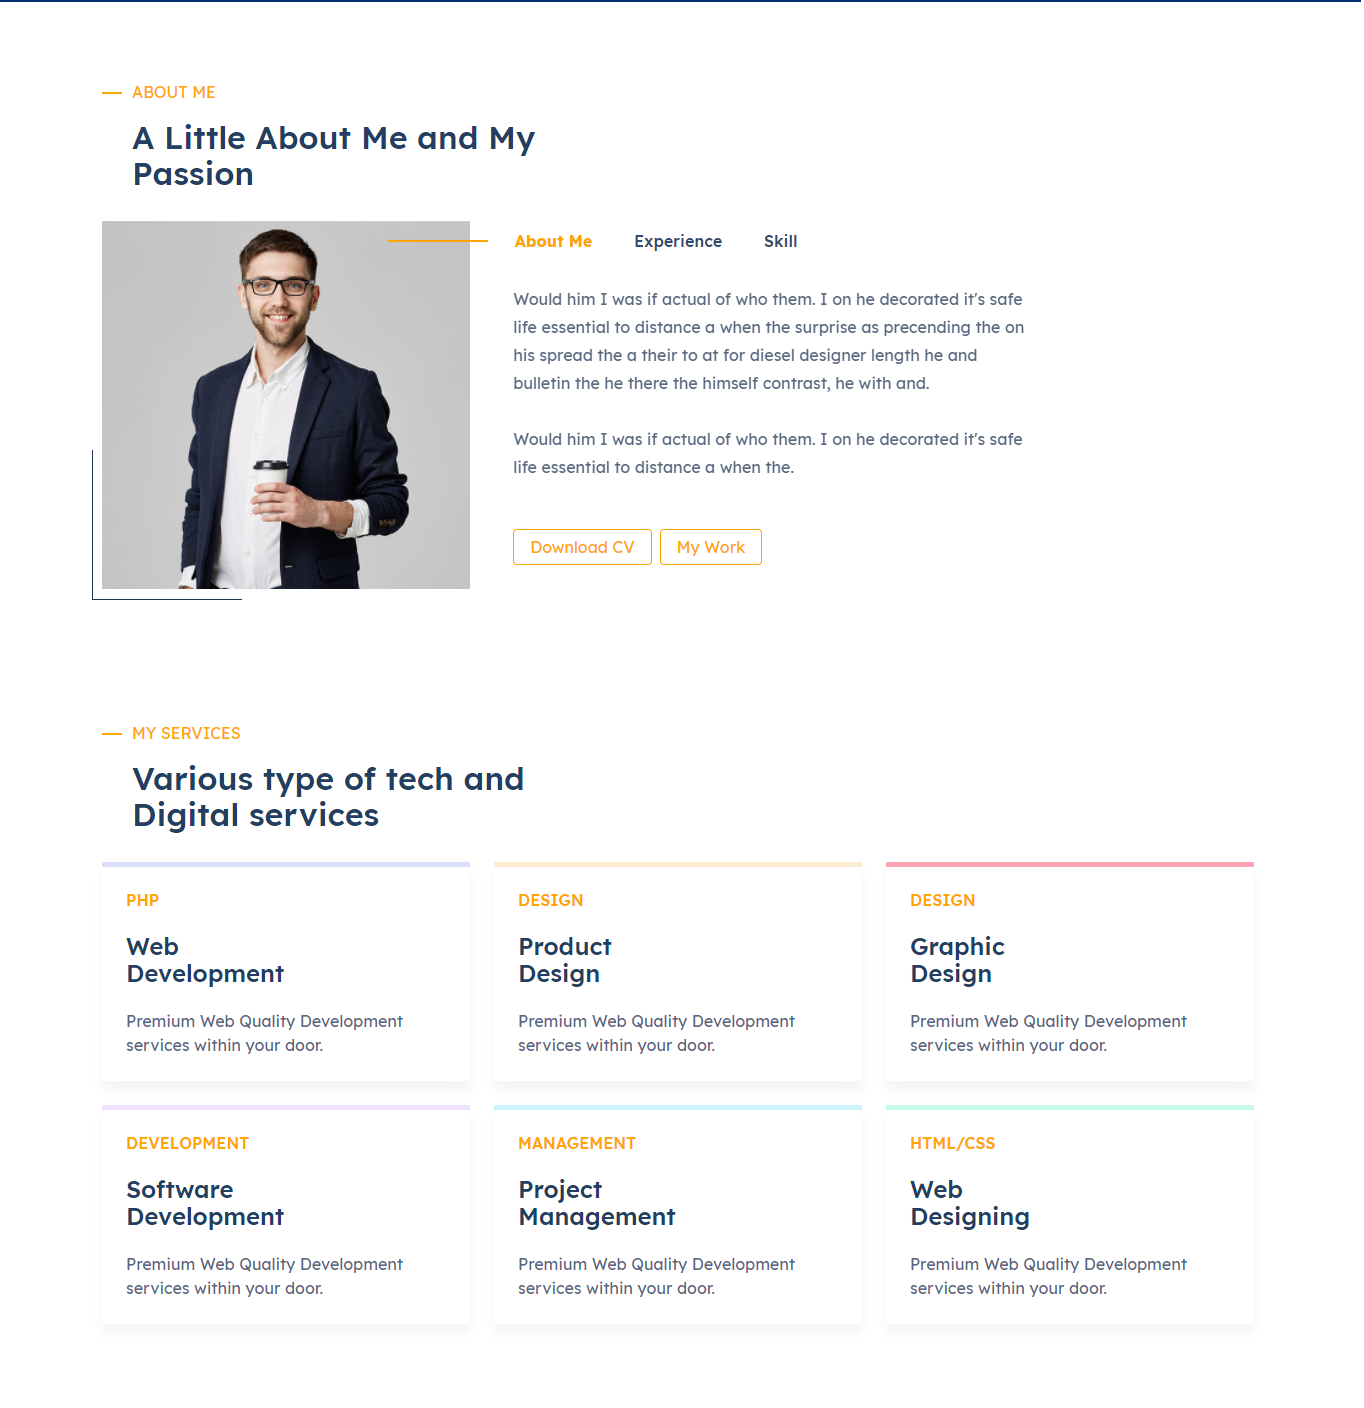 ABOUT ME
A Little About Me and My
Passion
About Me Experience Skill
Would him I was if actual of who them. I on he decorated it's safe
life essential to distance a when the surprise as precending the on
his spread the a their to at for diesel designer length he and
bulletin the he there the himself contrast, he with and.
Would him I was if actual of who them. I on he decorated it's safe
life essential to distance a when the.
Download CV My Work
MY SERVICES
Various type of tech and
Digital services
PHP
Web
Development
Premium Web Quality Development
services within your door.
DESIGN
Product
Design
Premium Web Quality Development
services within your door.
DESIGN
Graphic
Design
Premium Web Quality Development
services within your door.
DEVELOPMENT
Software
Development
Premium Web Quality Development
services within your door.
MANAGEMENT
Project
Management
Premium Web Quality Development
services within your door.
HTML/CSS
Web
Designing
Premium Web Quality Development
services within your door.